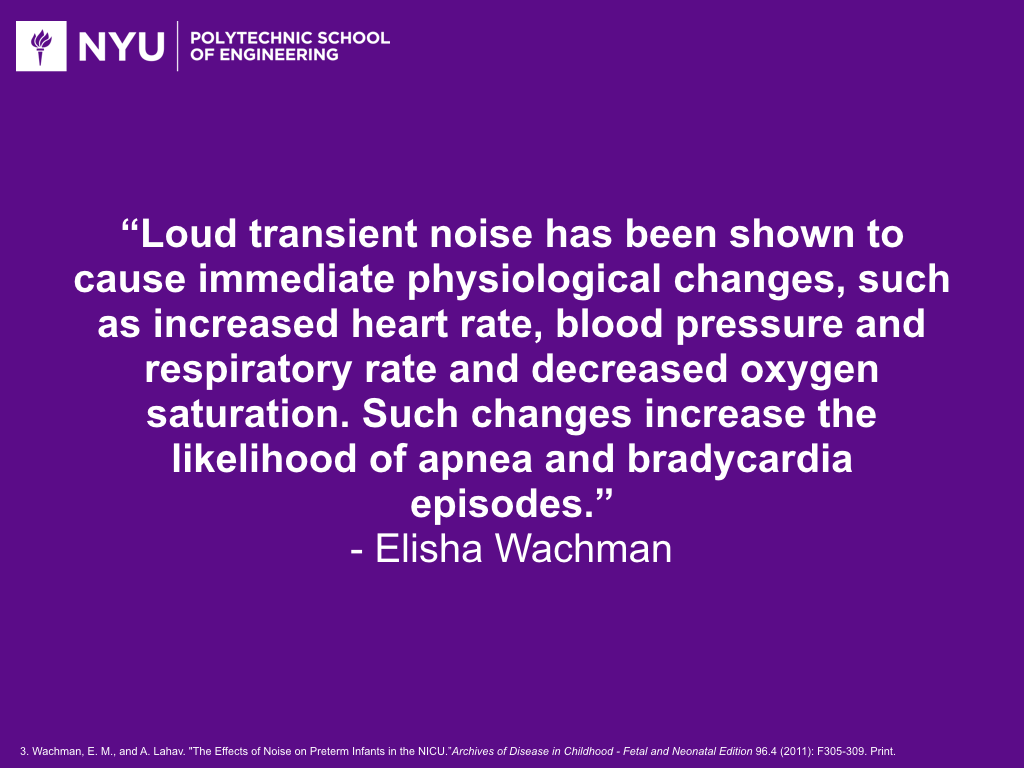 NYU
POLYTECHNIC SCHOOL
OF ENGINEERING
“Loud transient noise has been shown to
cause immediate physiological changes, such
as increased heart rate, blood pressure and
respiratory rate and decreased oxygen
saturation. Such changes increase the
likelihood of apnea and bradycardia
episodes.”
- Elisha Wachman
3. Wachman, E. M., and A. Lahav. "The Effects of Noise on Preterm Infants in the NICU."Archives of Disease in Childhood - Fetal and Neonatal Edition 96.4 (2011): F305-309. Print.